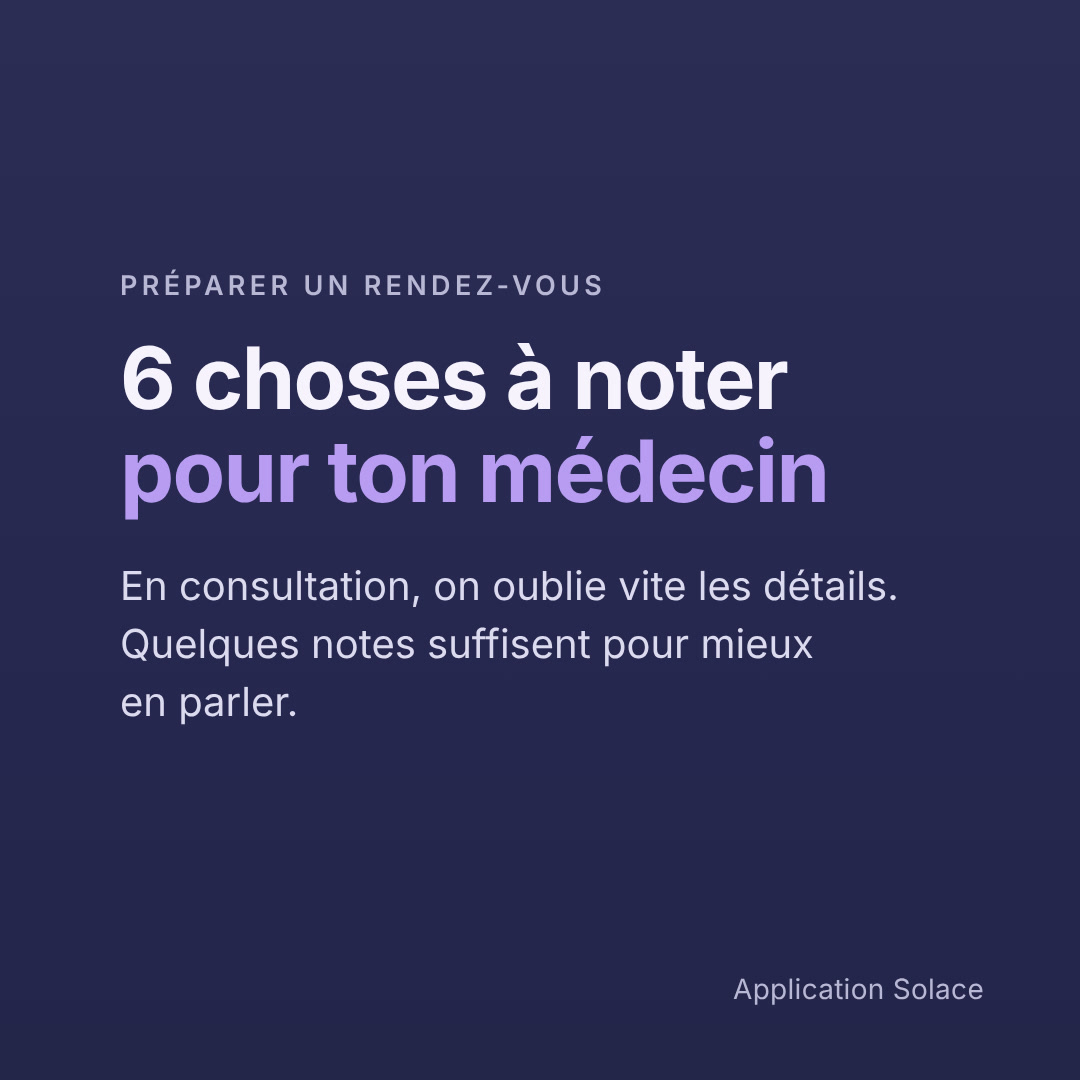 PRÉPARER UN RENDEZ-VOUS
6 choses à noter
pour ton médecin
En consultation, on oublie vite les détails.
Quelques notes suffisent pour mieux
en parler.
Application Solace